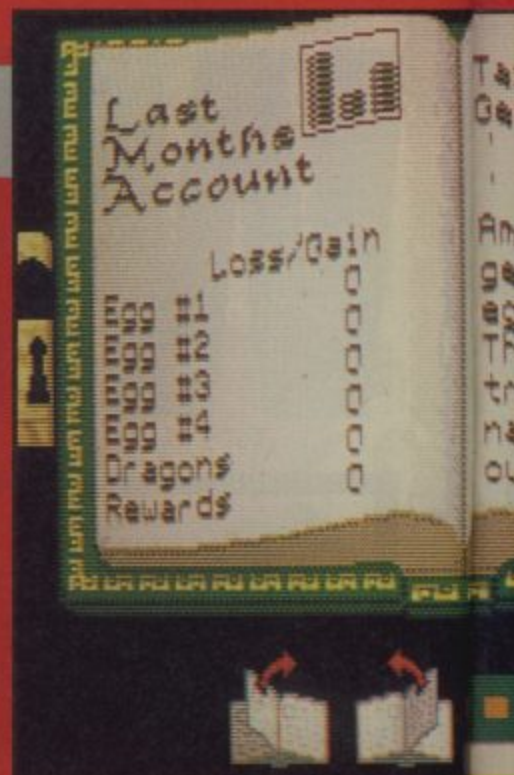 Last
Months
Account
Loss/Gain
0
Egg #1 0
Egg #2 0
Egg #3 0
Egg #4 0
Dragons 0
Rewards